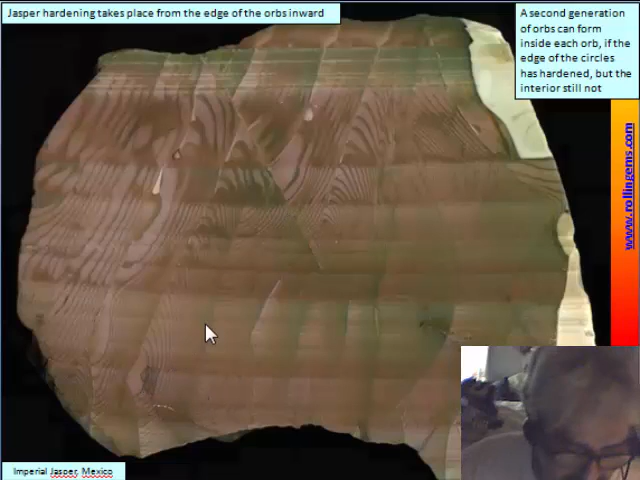 Jasper hardening takes place from the edge of the orbs inward
A second generation
of orbs can form
inside each orb, if the
edge of the circles
has hardened, but the
interior still not
www.rollingems.com
Imperial Jasper, Mexico